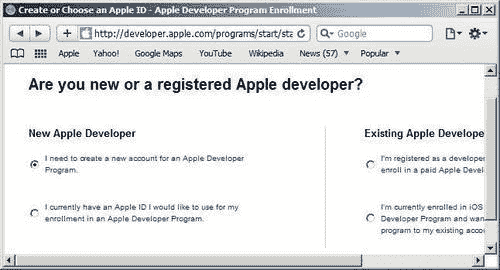 Create or Choose an Apple ID - Apple Developer Program Enrollment
http://developer.apple.com/programs/start/sta
Google
Apple Yahoo! Google Maps YouTube Wikipedia News (57) Popular
Are you new or a registered Apple developer?
New Apple Developer
I need to create a new account for an Apple Developer
Program.
I currently have an Apple ID I would like to use for my
enrollment in an Apple Developer Program.
Existing Apple Develope
I'm registered as a develope
enroll in a paid Apple Devel
I'm currently enrolled in iOS
Developer Program and wan
program to my existing accou